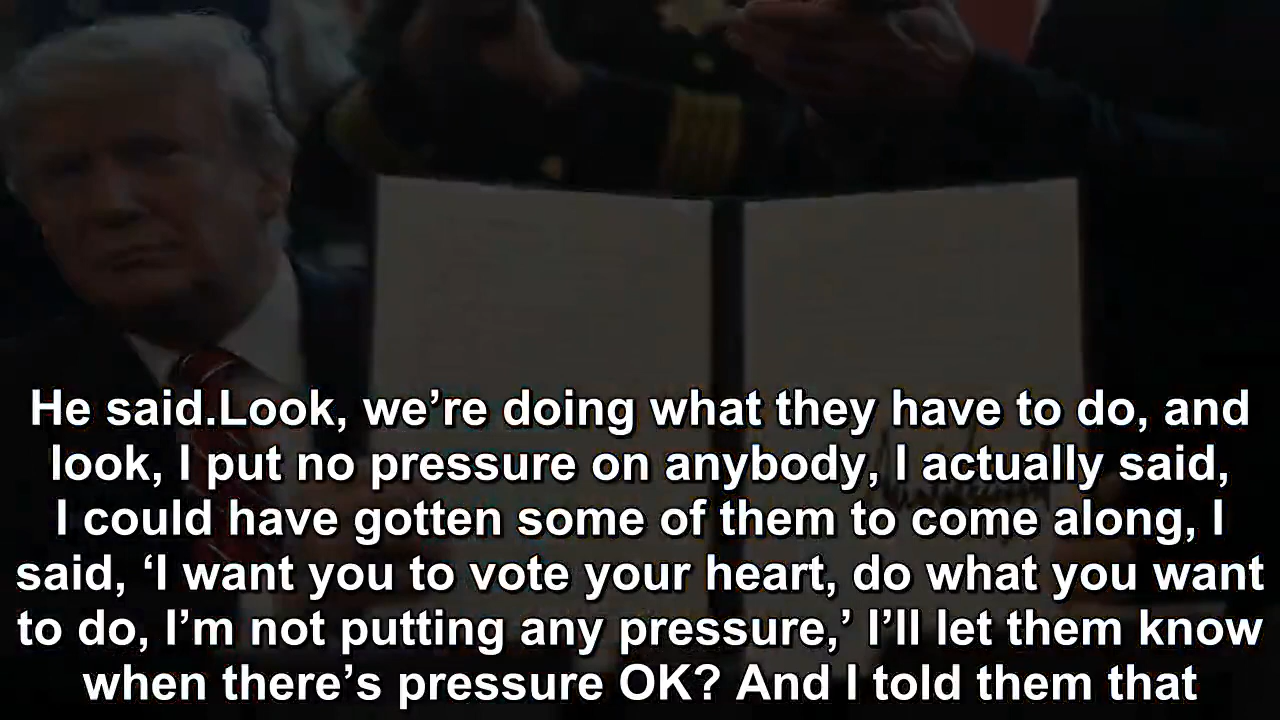 He said.Look, we’re doing what they have to do, and
look, I put no pressure on anybody, I actually said,
I could have gotten some of them to come along, I
said, ‘I want you to vote your heart, do what you want
to do, I’m not putting any pressure,’ I’ll let them know
when there’s pressure OK? And I told them that